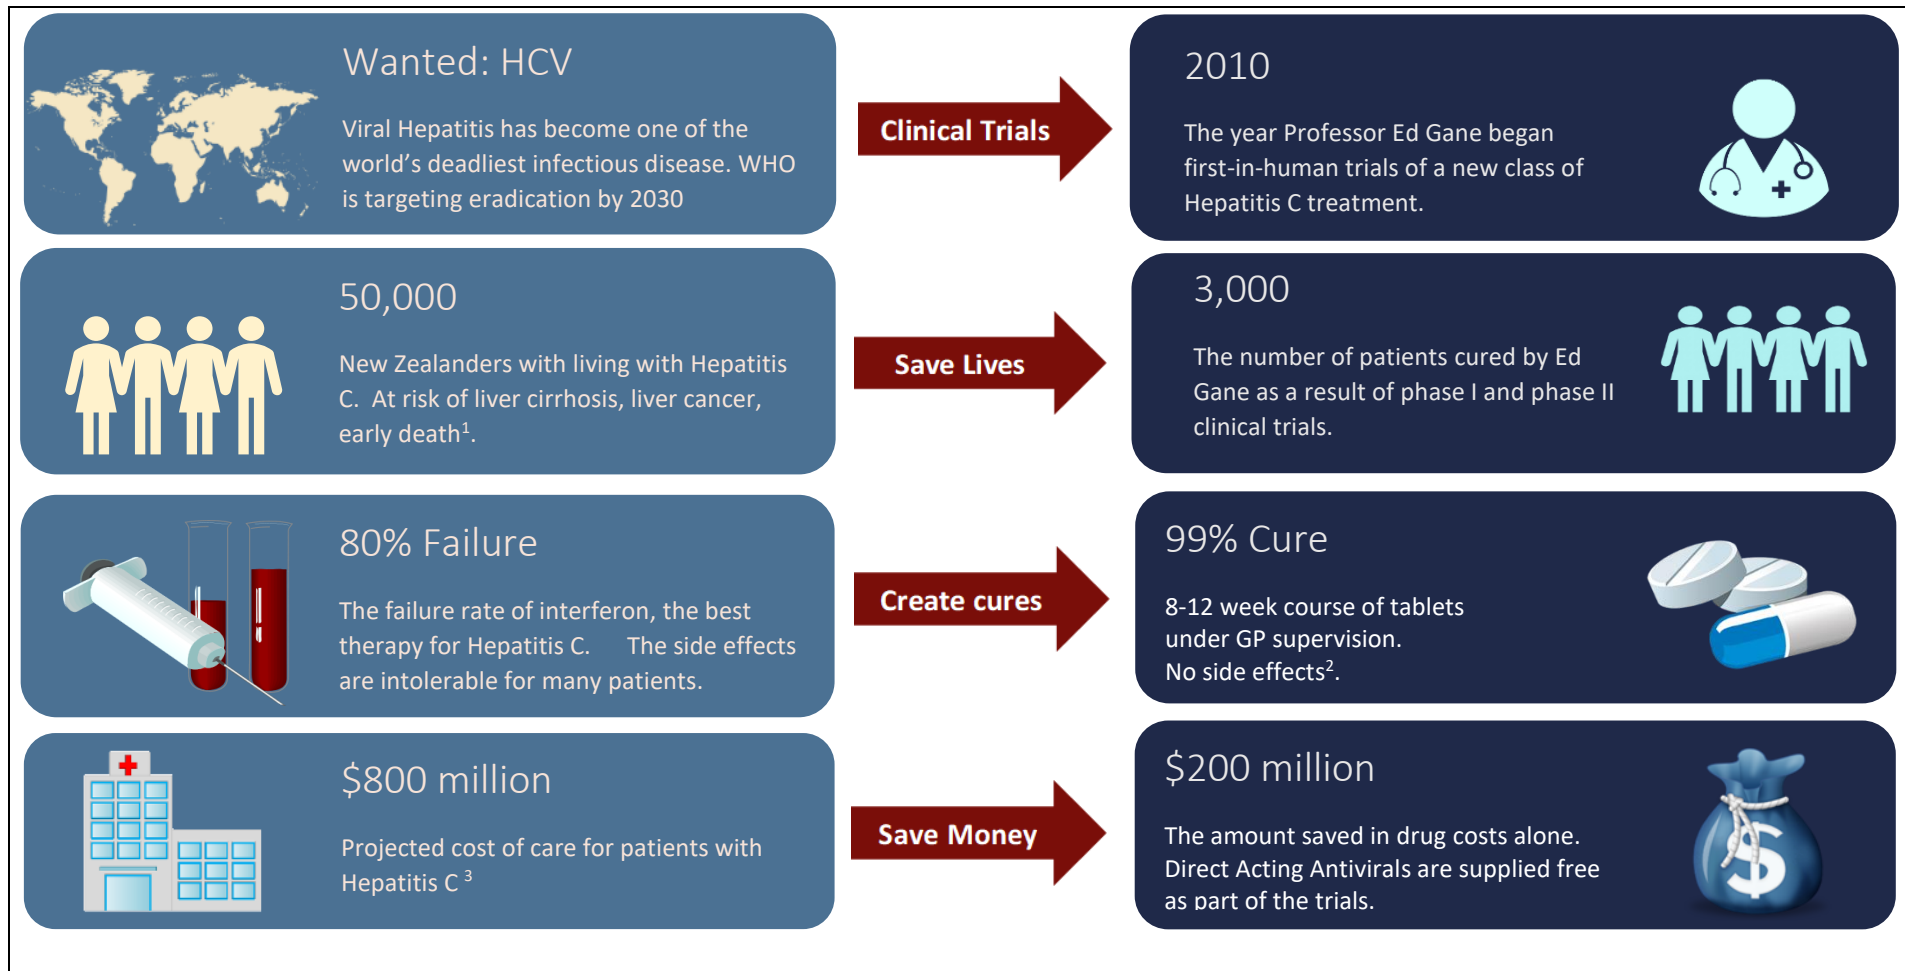 Wanted: HCV
Viral Hepatitis has become one of the
world’s deadliest infectious disease. WHO
is targeting eradication by 2030
Clinical Trials
2010
The year Professor Ed Gane began
first-in-human trials of a new class of
Hepatitis C treatment.
50,000
New Zealanders with living with Hepatitis
C.  At risk of liver cirrhosis, liver cancer,
early death1.
Save Lives
3,000
The number of patients cured by Ed
Gane as a result of phase I and phase II
clinical trials.
80% Failure
The failure rate of interferon, the best
therapy for Hepatitis C.    The side effects
are intolerable for many patients.
Create cures
99% Cure
8-12 week course of tablets
under GP supervision.
No side effects2.
$800 million
Projected cost of care for patients with
Hepatitis C 3
Save Money
$200 million
The amount saved in drug costs alone.
Direct Acting Antivirals are supplied free
as part of the trials.
$